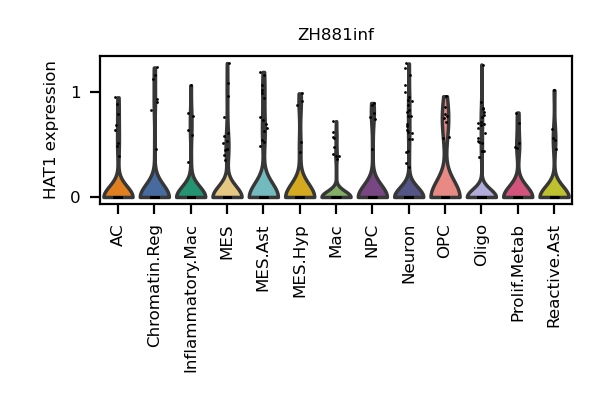 ZH881inf
HAT1 expression
1
0
AC
Chromatin.Reg
Inflammatory.Mac
MES
MES.Ast
MES.Hyp
Mac
NPC
Neuron
OPC
Oligo
Prolif.Metab
Reactive.Ast